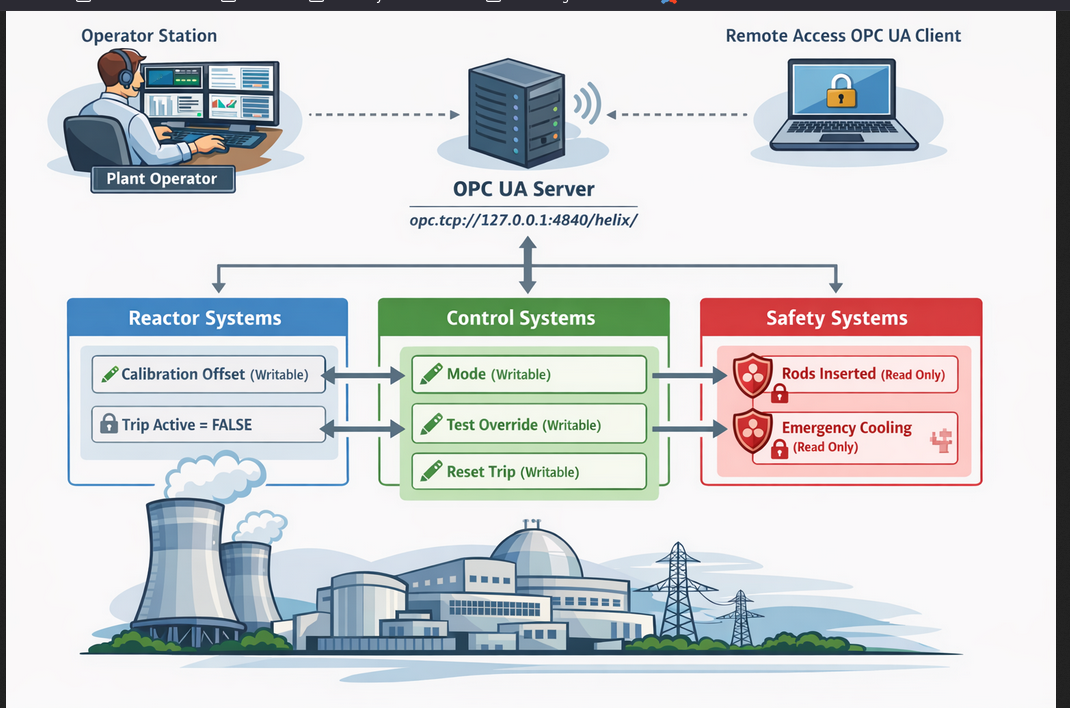 Operator Station
Remote Access OPC UA Client
Plant Operator
OPC UA Server
opc.tcp://127.0.0.1:4840/helix/
Reactor Systems
Calibration Offset (Writable)
Trip Active = FALSE
Control Systems
Mode (Writable)
Test Override (Writable)
Reset Trip (Writable)
Safety Systems
Rods Inserted (Read Only)
Emergency Cooling
(Read Only)